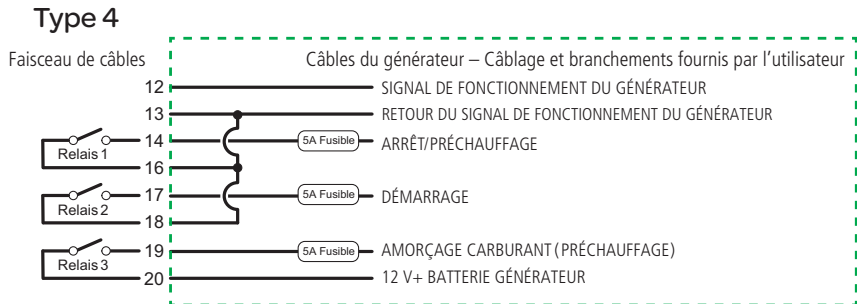 Type 4
Faisceau de câbles
Câbles du générateur – Câblage et branchements fournis par l'utilisateur
12 SIGNAL DE FONCTIONNEMENT DU GÉNÉRATEUR
13 RETOUR DU SIGNAL DE FONCTIONNEMENT DU GÉNÉRATEUR
14 5A Fusible ARRÊT/PRÉCHAUFFAGE
Relais 1
16
17 5A Fusible DÉMARRAGE
Relais 2
18
19 5A Fusible AMORÇAGE CARBURANT (PRÉCHAUFFAGE)
Relais 3
20 12 V+ BATTERIE GÉNÉRATEUR